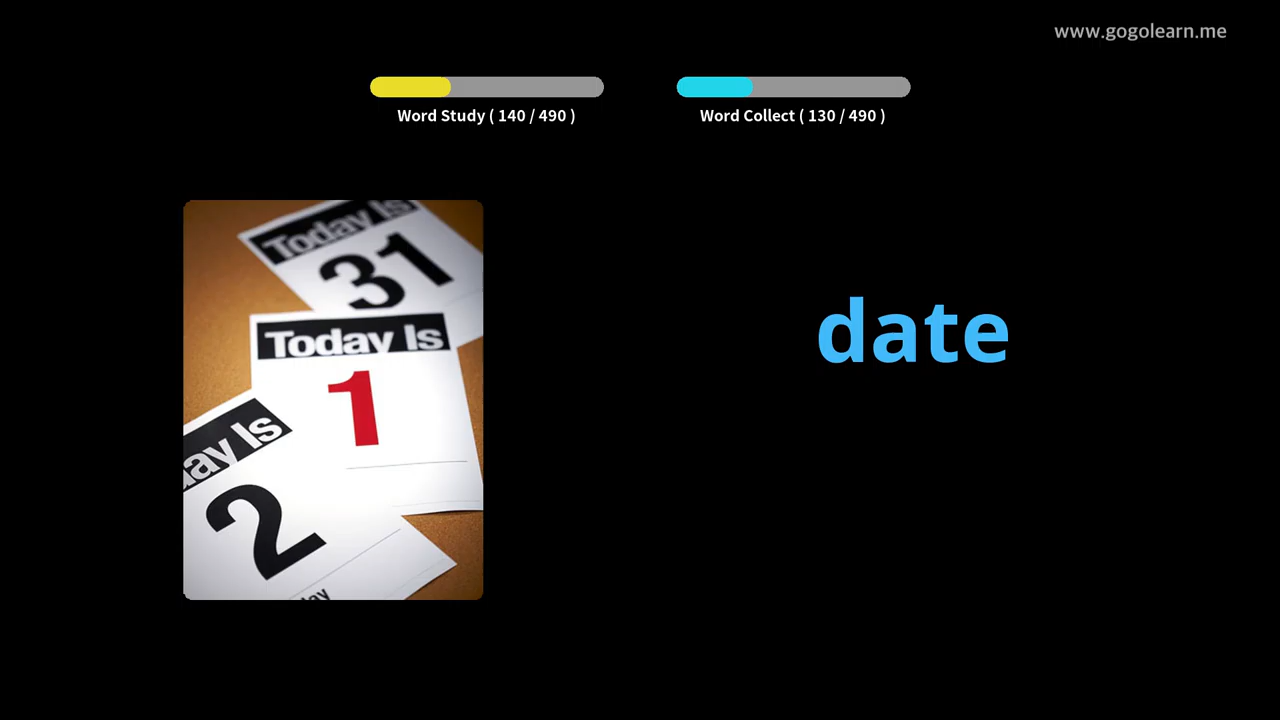 www.gogolearn.me
Word Study ( 140 / 490 )
Word Collect ( 130 / 490 )
Today Is
31
Today Is
1
ay Is
2
date